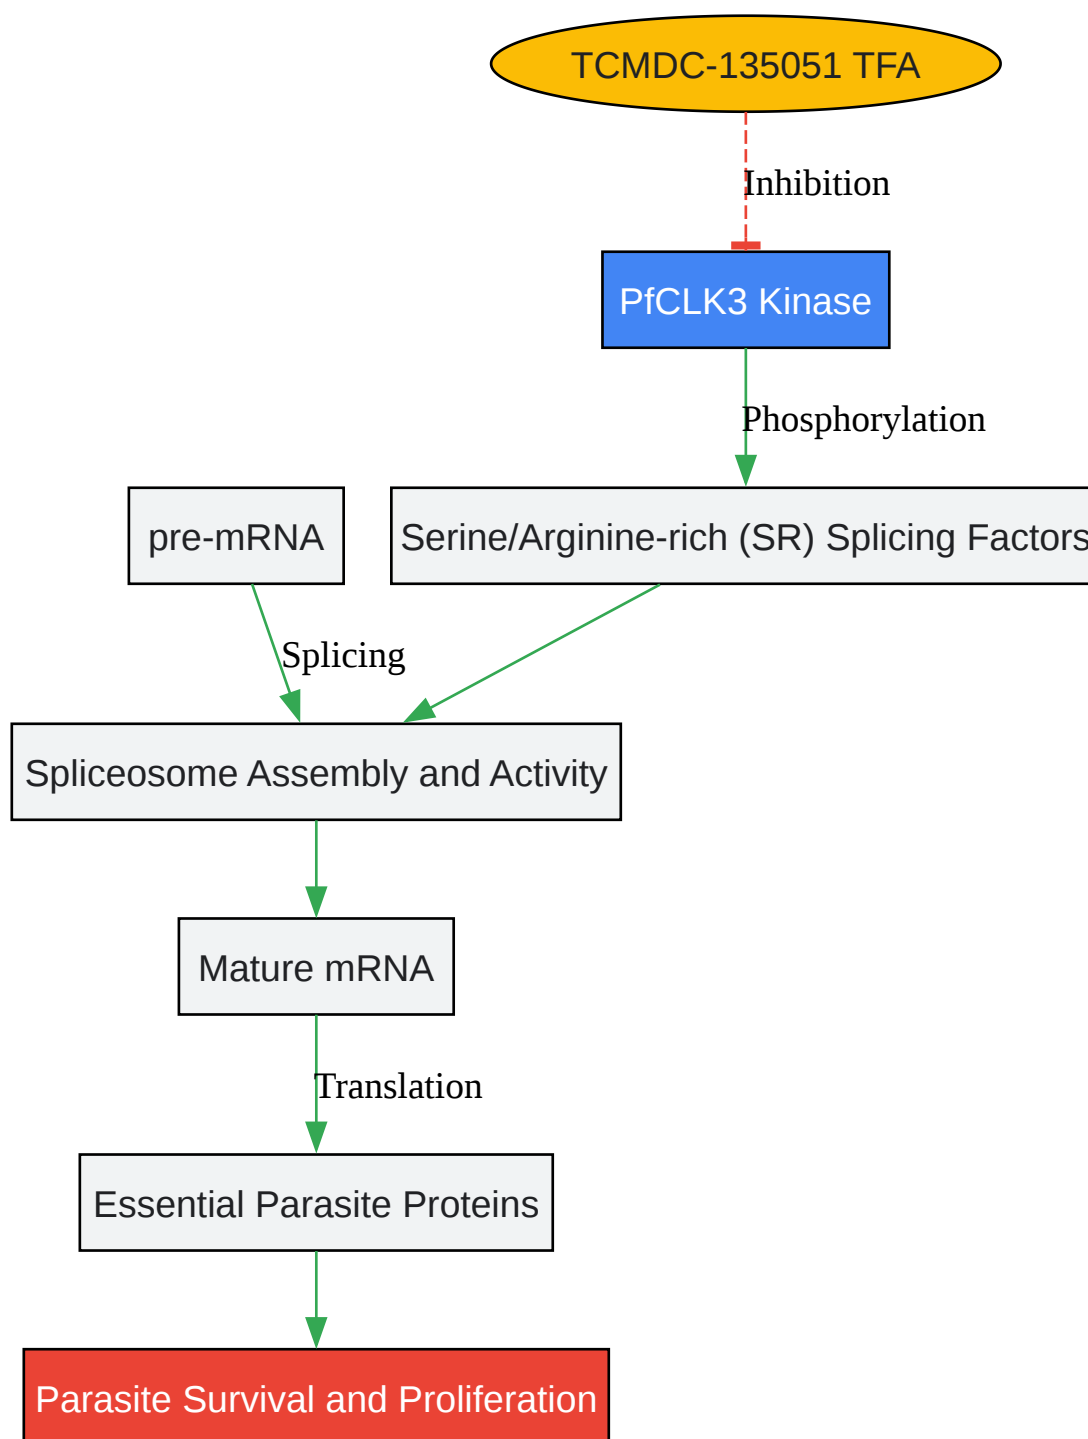 TCMDC-135051 TFA
Inhibition
PfCLK3 Kinase
Phosphorylation
pre-mRNA
Serine/Arginine-rich (SR) Splicing Factors
Splicing
Spliceosome Assembly and Activity
Mature mRNA
Translation
Essential Parasite Proteins
Parasite Survival and Proliferation